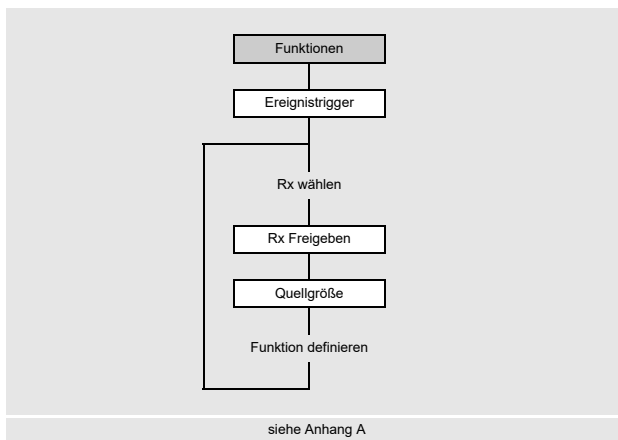 Funktionen
Ereignistrigger
Rx wählen
Rx Freigeben
Quellgröße
Funktion definieren
siehe Anhang A